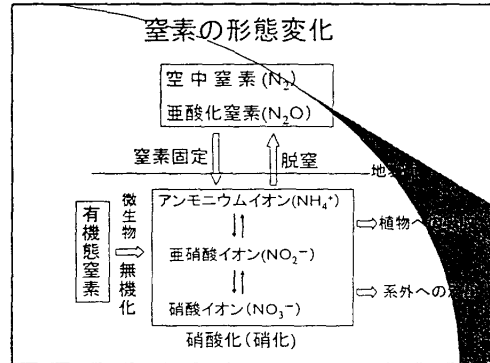 窒素の形態変化
空中窒素(N₂)
亜酸化窒素(N₂O)
窒素固定
脱窒
有機態窒素
微生物
無機化
アンモニウムイオン(NH₄⁺)
亜硝酸イオン(NO₂⁻)
硝酸イオン(NO₃⁻)
植物へ
系外への
硝酸化(硝化)